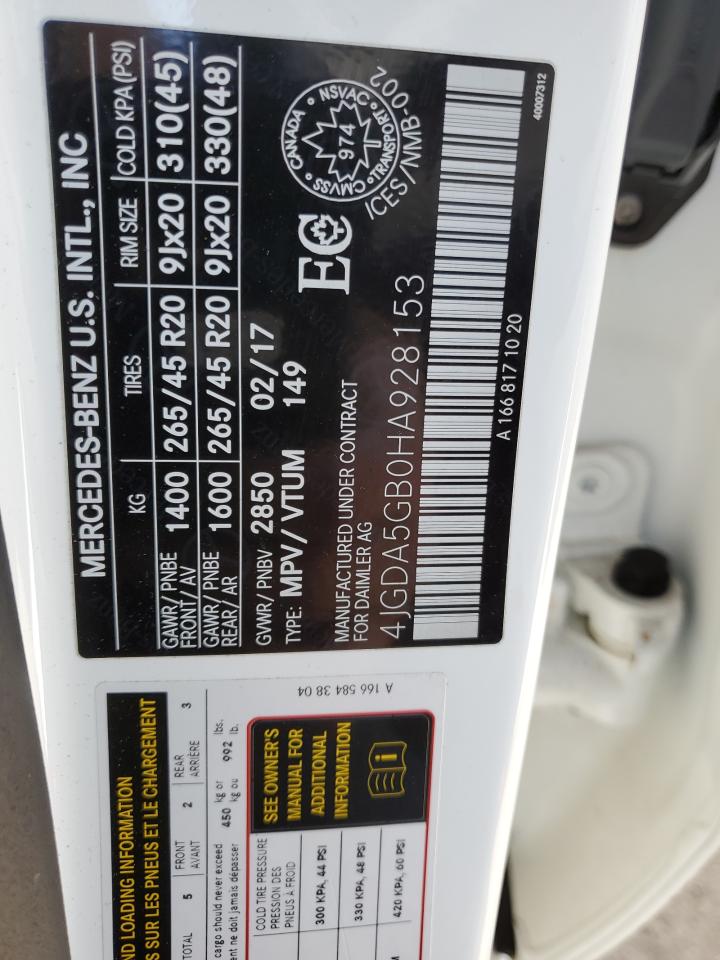 MERCEDES-BENZ U.S. INTL., INC
KG TIRES RIM SIZE COLD KPA(PSI)
GAWR/ PNBE
FRONT/ AV 1400 265/45 R20 9Jx20 310(45)
GAWR/ PNBE
REAR/ AR 1600 265/45 R20 9Jx20 330(48)
GWR/ PNBV 2850 02/17
TYPE: MPV/ VTUM 149
EC
CMVSS • CANADA • NSVAC • TRANSPORT
974
ICES/NMB-002
MANUFACTURED UNDER CONTRACT
FOR DAIMLER AG
4JGDA5GB0HA928153
A 166 817 10 20
40007312
ND LOADING INFORMATION
S SUR LES PNEUS ET LE CHARGEMENT
TOTAL 5 FRONT
AVANT 2 REAR
ARRIÈRE 3
cargo should never exceed 450 kg or 992 lbs.
ent ne doit jamais dépasser kg ou lb.
COLD TIRE PRESSURE
PRESSION DES
PNEUS À FROID
300 KPA, 44 PSI
330 KPA, 48 PSI
420 KPA, 60 PSI
SEE OWNER'S
MANUAL FOR
ADDITIONAL
INFORMATION
A 166 584 38 04